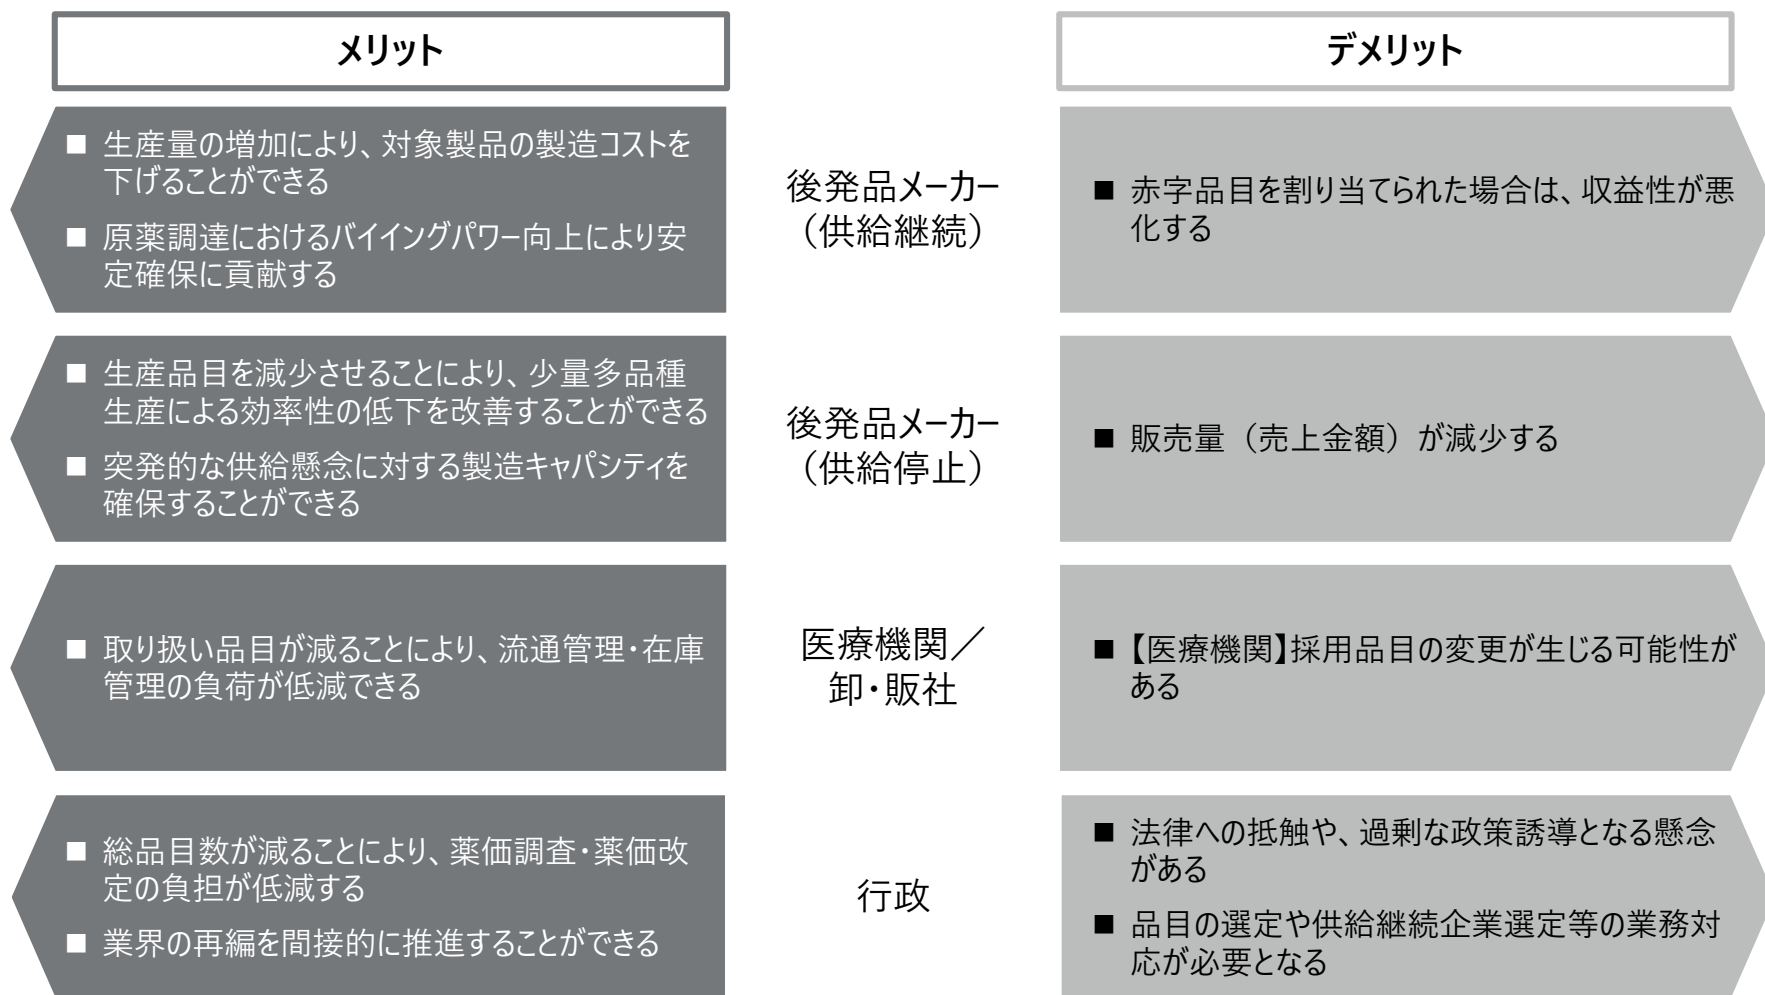 メリット
デメリット
■ 生産量の増加により、対象製品の製造コストを
下げることができる
■ 原薬調達におけるバイイングパワー向上により安
定確保に貢献する
後発品メーカー
（供給継続）
■ 赤字品目を割り当てられた場合は、収益性が悪
化する
■ 生産品目を減少させることにより、少量多品種
生産による効率性の低下を改善することができる
■ 突発的な供給懸念に対する製造キャパシティを
確保することができる
後発品メーカー
（供給停止）
■ 販売量（売上金額）が減少する
■ 取り扱い品目が減ることにより、流通管理・在庫
管理の負荷が低減できる
医療機関／
卸・販社
■ 【医療機関】採用品目の変更が生じる可能性が
ある
■ 総品目数が減ることにより、薬価調査・薬価改
定の負担が低減する
■ 業界の再編を間接的に推進することができる
行政
■ 法律への抵触や、過剰な政策誘導となる懸念
がある
■ 品目の選定や供給継続企業選定等の業務対
応が必要となる